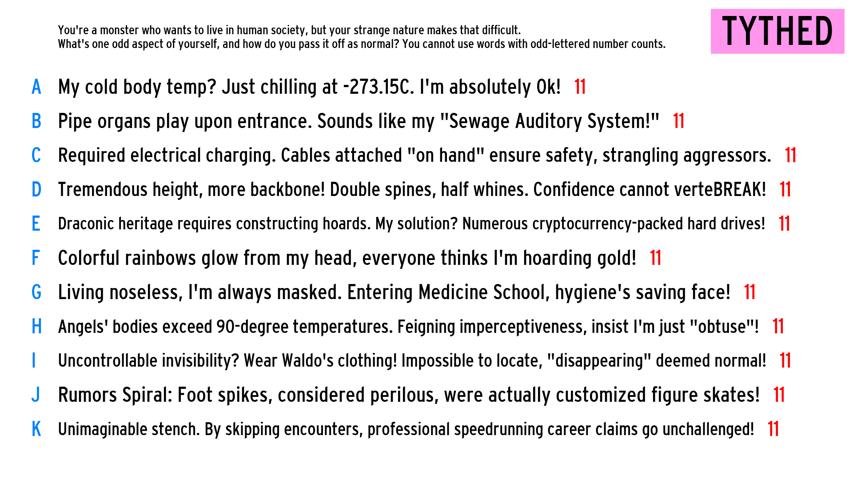 You're a monster who wants to live in human society, but your strange nature makes that difficult.
What's one odd aspect of yourself, and how do you pass it off as normal? You cannot use words with odd-lettered number counts.
TYTHED
A My cold body temp? Just chilling at -273.15C. I'm absolutely 0k! 11
B Pipe organs play upon entrance. Sounds like my "Sewage Auditory System!" 11
C Required electrical charging. Cables attached "on hand" ensure safety, strangling aggressors. 11
D Tremendous height, more backbone! Double spines, half whines. Confidence cannot verteBREAK! 11
E Draconic heritage requires constructing hoards. My solution? Numerous cryptocurrency-packed hard drives! 11
F Colorful rainbows glow from my head, everyone thinks I'm hoarding gold! 11
G Living noseless, I'm always masked. Entering Medicine School, hygiene's saving face! 11
H Angels' bodies exceed 90-degree temperatures. Feigning imperceptiveness, insist I'm just "obtuse"! 11
I Uncontrollable invisibility? Wear Waldo's clothing! Impossible to locate, "disappearing" deemed normal! 11
J Rumors Spiral: Foot spikes, considered perilous, were actually customized figure skates! 11
K Unimaginable stench. By skipping encounters, professional speedrunning career claims go unchallenged! 11